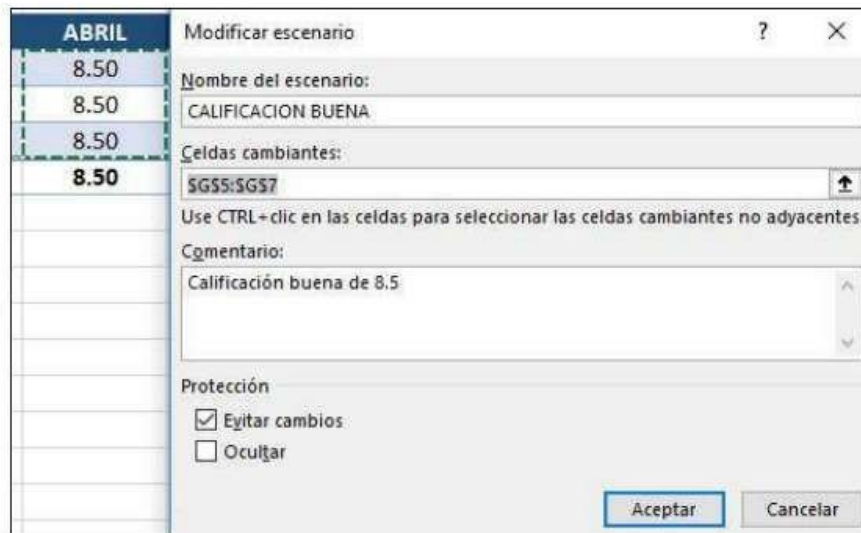 ABRIL
8.50
8.50
8.50
8.50
Modificar escenario
?
Nombre del escenario:
CALIFICACION BUENA
Celdas cambiantes:
$G$5:$G$7
Use CTRL+clic en las celdas para seleccionar las celdas cambiantes no adyacentes
Comentario:
Calificación buena de 8.5
Protección
Evitar cambios
Ocultar
Aceptar
Cancelar